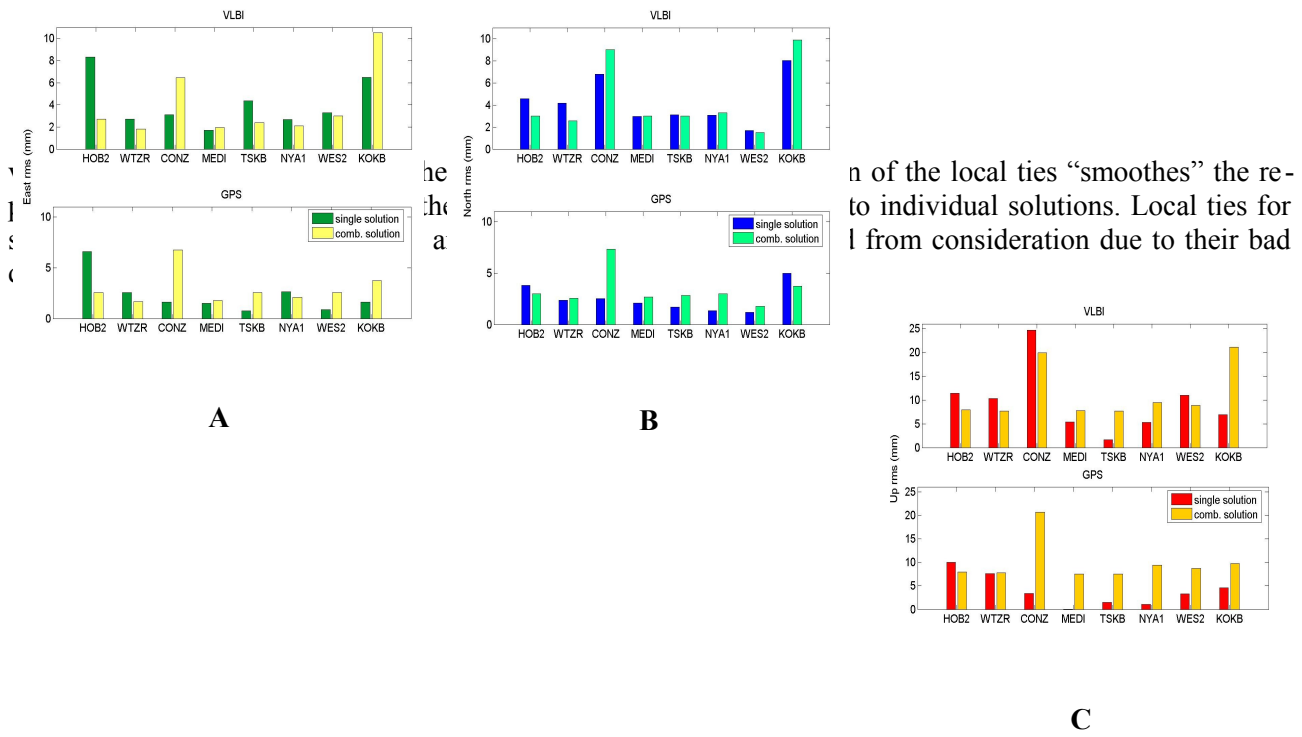 VLBI
10
8
6
4
2
0
HOB2 WTZR CONZ MEDI TSKB NYA1 WES2 KOKB
East rms (mm)
GPS
10
5
0
single solution
comb. solution
HOB2 WTZR CONZ MEDI TSKB NYA1 WES2 KOKB
A
VLBI
10
8
6
4
2
0
HOB2 WTZR CONZ MEDI TSKB NYA1 WES2 KOKB
North rms (mm)
GPS
10
5
0
single solution
comb. solution
HOB2 WTZR CONZ MEDI TSKB NYA1 WES2 KOKB
B
of the local ties “smoothes” the re-
to individual solutions. Local ties for
from consideration due to their bad
VLBI
25
20
15
10
5
0
HOB2 WTZR CONZ MEDI TSKB NYA1 WES2 KOKB
Up rms (mm)
GPS
25
20
15
10
5
0
single solution
comb. solution
HOB2 WTZR CONZ MEDI TSKB NYA1 WES2 KOKB
C